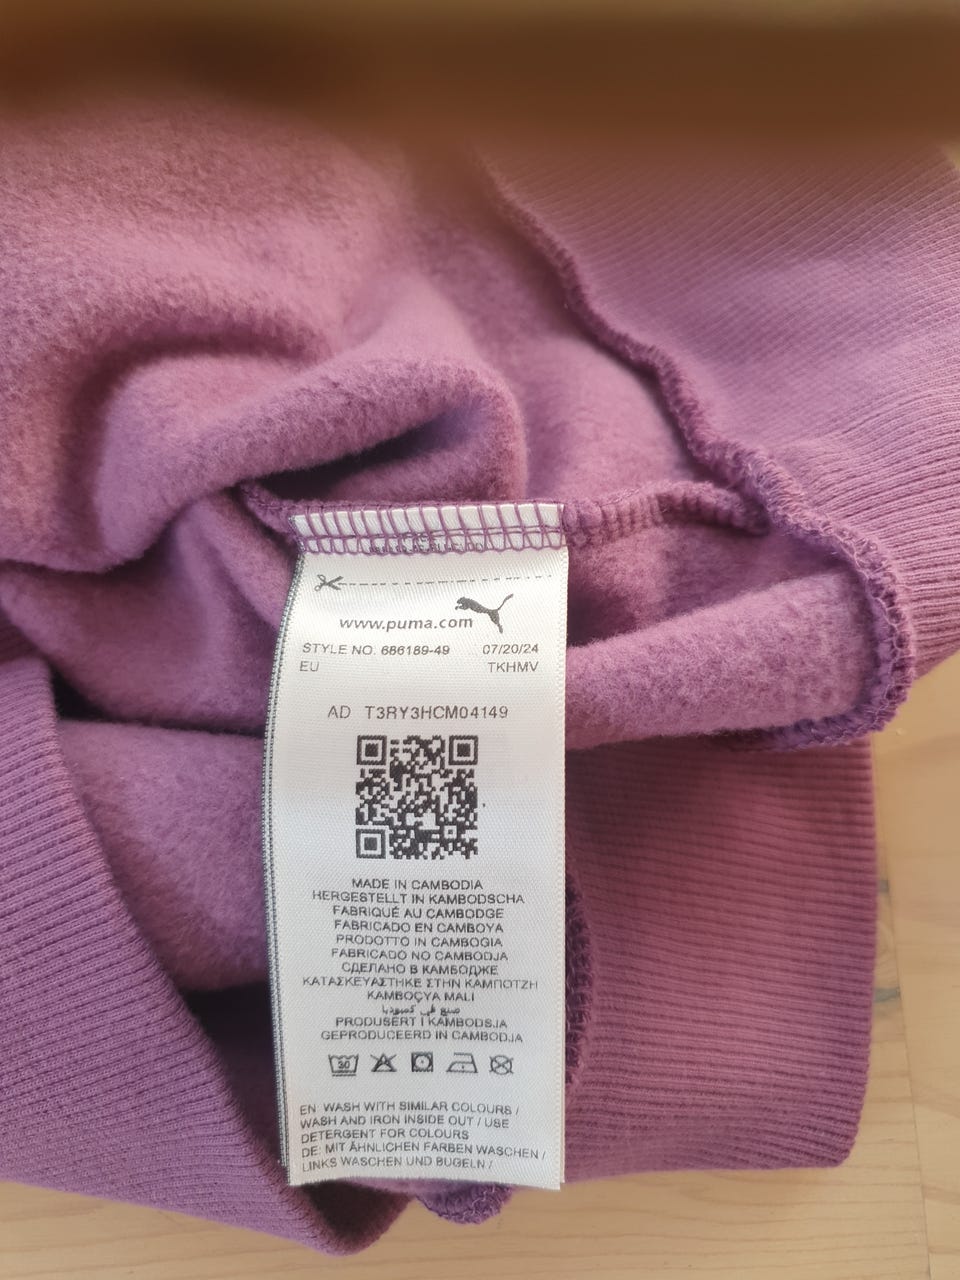 www.puma.com
STYLE NO. 686189-49 07/20/24
EU TKHMV
AD T3RY3HCM04149
MADE IN CAMBODIA
HERGESTELLT IN KAMBODSCHA
FABRIQUÉ AU CAMBODGE
FABRICADO EN CAMBOYA
PRODOTTO IN CAMBOGIA
FABRICADO NO CAMBODJA
СДЕЛАНО В КАМБОДЖЕ
ΚΑΤΑΣΚΕΥΑΣΤΗΚΕ ΣΤΗΝ ΚΑΜΠΟΤΖΗ
KAMBOÇYA MALI
صنع في كمبوديا
PRODUSERT I KAMBODSJA
GEPRODUCEERD IN CAMBODJA
30
EN: WASH WITH SIMILAR COLOURS /
WASH AND IRON INSIDE OUT / USE
DETERGENT FOR COLOURS
DE: MIT ÄHNLICHEN FARBEN WASCHEN /
LINKS WASCHEN UND BÜGELN /